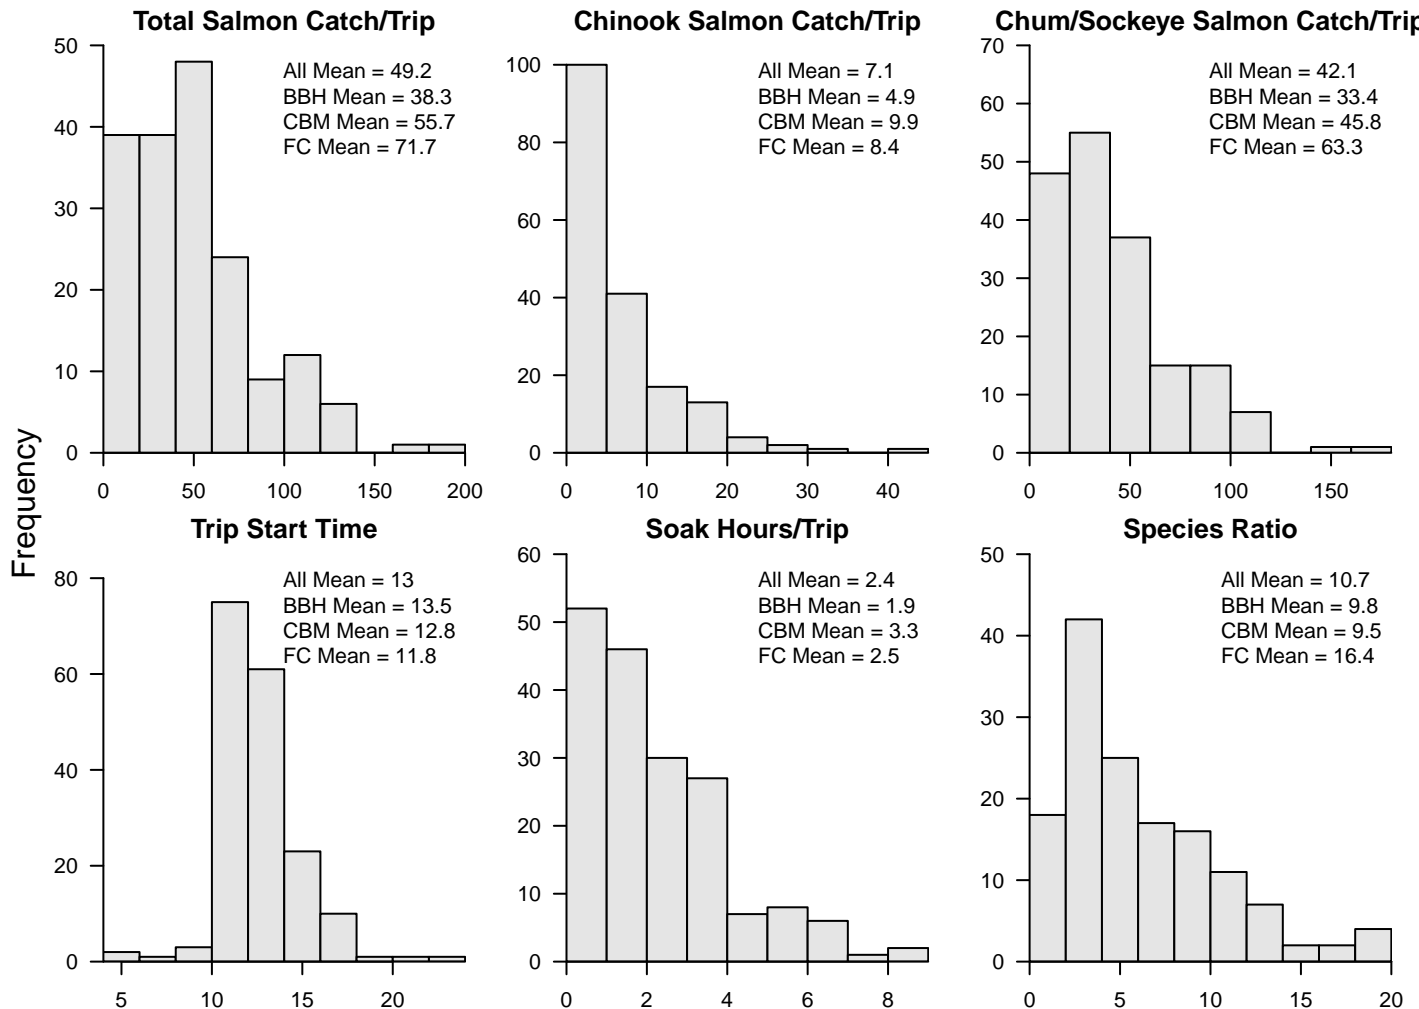 Total Salmon Catch/Trip
All Mean = 49.2
BBH Mean = 38.3
CBM Mean = 55.7
FC Mean = 71.7
50
40
30
20
10
0
0 50 100 150 200
Chinook Salmon Catch/Trip
All Mean = 7.1
BBH Mean = 4.9
CBM Mean = 9.9
FC Mean = 8.4
100
80
60
40
20
0
0 10 20 30 40
Chum/Sockeye Salmon Catch/Trip
All Mean = 42.1
BBH Mean = 33.4
CBM Mean = 45.8
FC Mean = 63.3
70
60
50
40
30
20
10
0
0 50 100 150
Frequency
Trip Start Time
All Mean = 13
BBH Mean = 13.5
CBM Mean = 12.8
FC Mean = 11.8
80
60
40
20
0
5 10 15 20
Soak Hours/Trip
All Mean = 2.4
BBH Mean = 1.9
CBM Mean = 3.3
FC Mean = 2.5
60
50
40
30
20
10
0
0 2 4 6 8
Species Ratio
All Mean = 10.7
BBH Mean = 9.8
CBM Mean = 9.5
FC Mean = 16.4
50
40
30
20
10
0
0 5 10 15 20